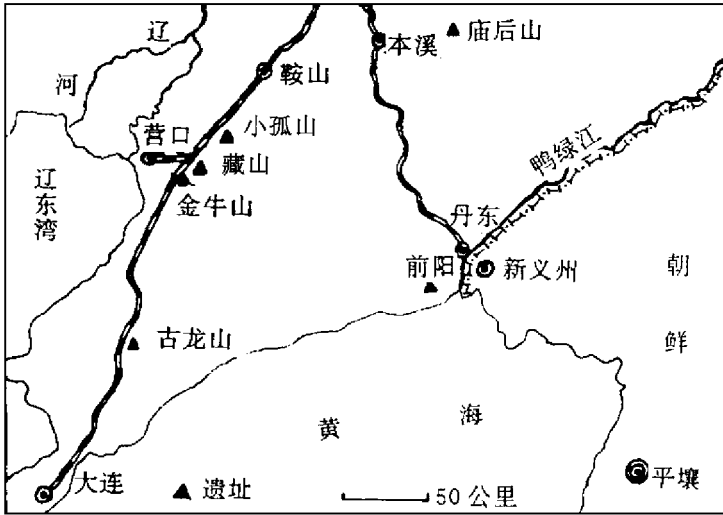 辽
河
本溪
庙后山
鞍山
小孤山
营口
藏山
金牛山
辽东湾
鸭绿江
丹东
前阳
新义州
朝鲜
古龙山
黄海
大连
遗址
50公里
平壤